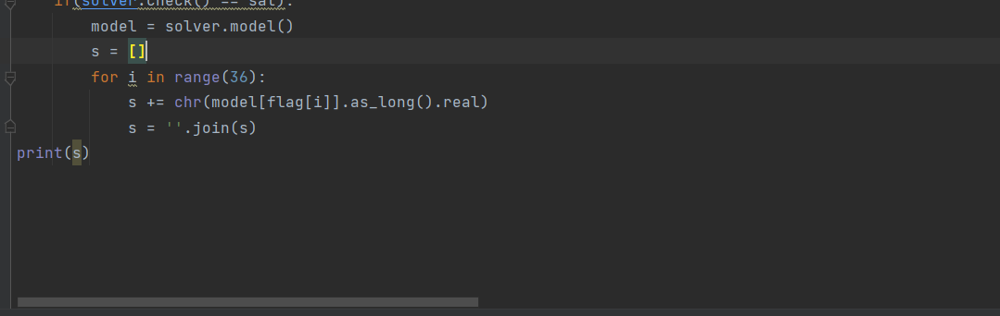 if(solver.check() == sat):
model = solver.model()
s = []
for i in range(36):
s += chr(model[flag[i]].as_long().real)
s = ''.join(s)
print(s)